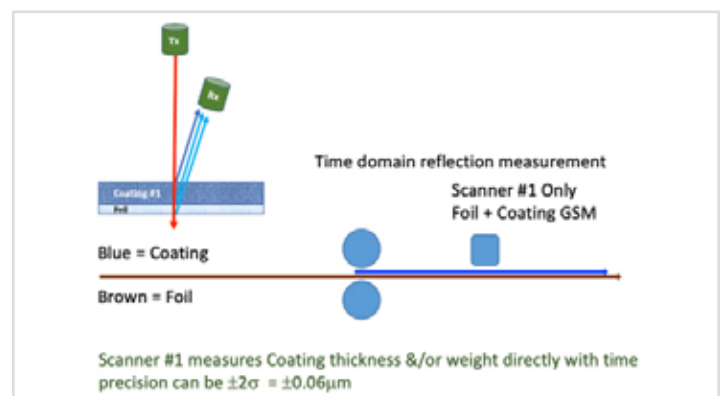 Tx
Rx
Coating #1
Foil
Time domain reflection measurement
Scanner #1 Only
Foil + Coating GSM
Blue = Coating
Brown = Foil
Scanner #1 measures Coating thickness &/or weight directly with time
precision can be ±2σ = ±0.06μm